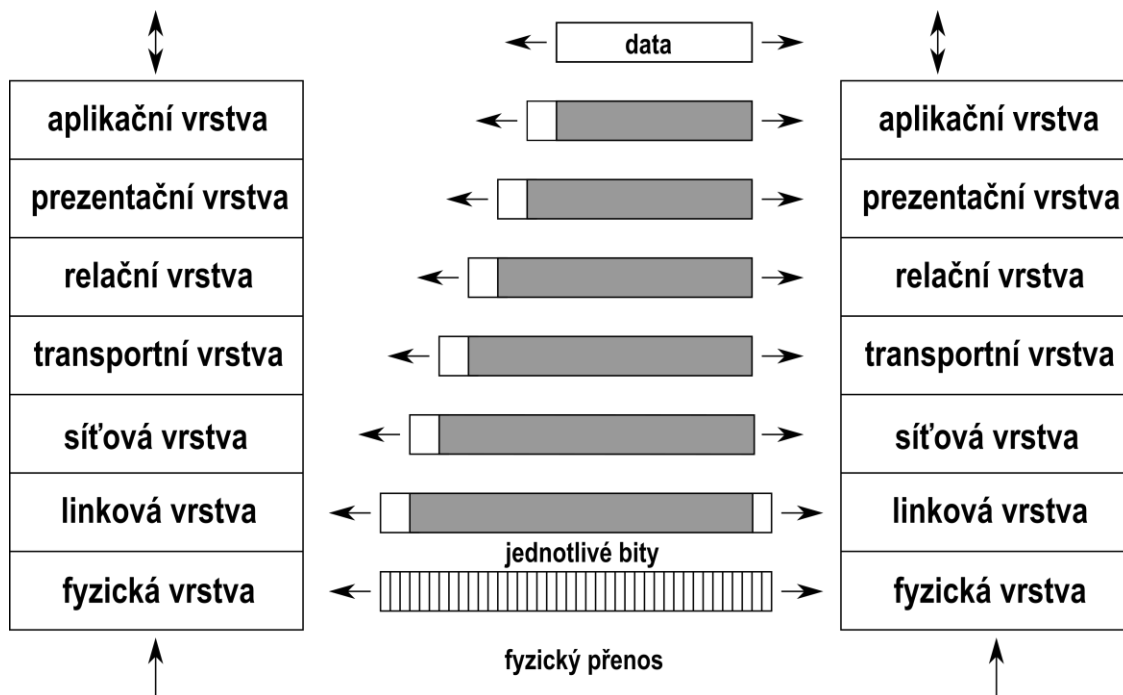 data
aplikační vrstva
aplikační vrstva
prezentační vrstva
prezentační vrstva
relační vrstva
relační vrstva
transportní vrstva
transportní vrstva
síťová vrstva
síťová vrstva
linková vrstva
linková vrstva
jednotlivé bity
fyzická vrstva
fyzická vrstva
fyzický přenos